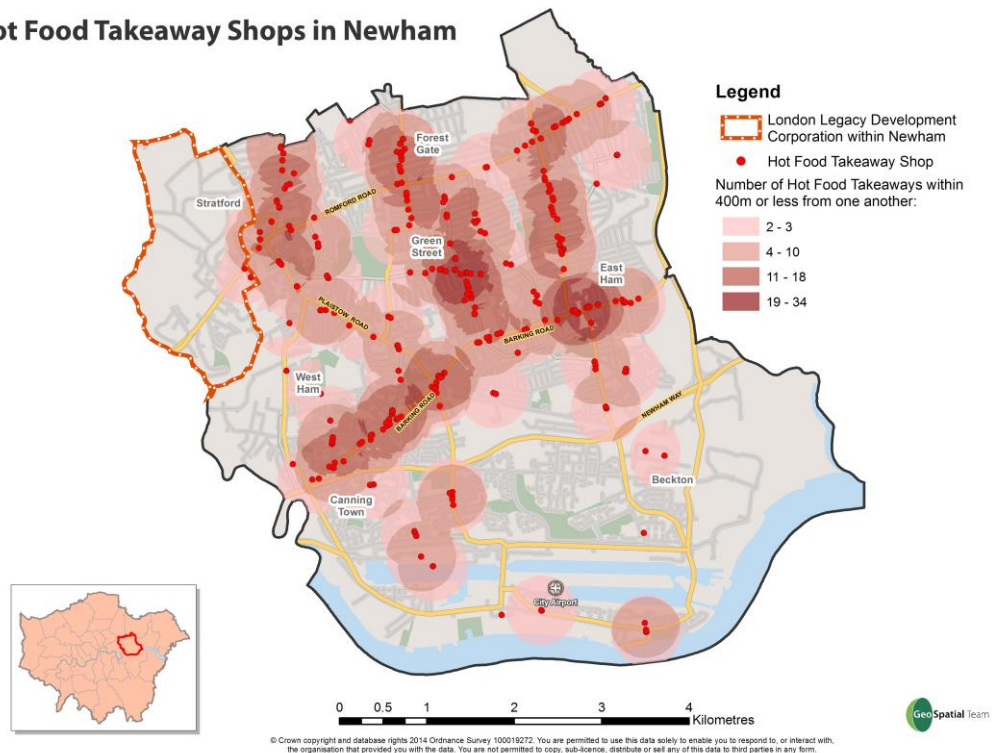 ot Food Takeaway Shops in Newham
Legend
London Legacy Development
Corporation within Newham
Hot Food Takeaway Shop
Number of Hot Food Takeaways within
400m or less from one another:
2 - 3
4 - 10
11 - 18
19 - 34
Forest
Gate
Stratford
ROMFORD ROAD
Green
Street
East
Ham
PLAISTOW ROAD
BARKING ROAD
West
Ham
BARKING ROAD
NEWHAM WAY
Beckton
Canning
Town
City Airport
0 0.5 1 2 3 4
Kilometres
GeoSpatial Team
© Crown copyright and database rights 2014 Ordnance Survey 100019272. You are permitted to use this data solely to enable you to respond to, or interact with,
the organisation that provided you with the data. You are not permitted to copy, sub-licence, distribute or sell any of this data to third parties in any form.